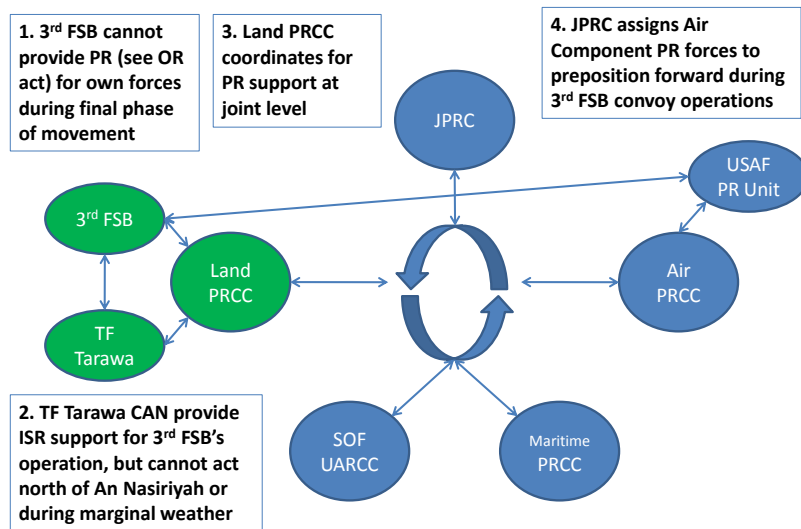 1. 3rd FSB cannot
provide PR (see OR
act) for own forces
during final phase
of movement
3. Land PRCC
coordinates for
PR support at
joint level
4. JPRC assigns Air
Component PR forces to
preposition forward during
3rd FSB convoy operations
JPRC
USAF
PR Unit
3rd FSB
Land
PRCC
Air
PRCC
TF
Tarawa
2. TF Tarawa CAN provide
ISR support for 3rd FSB’s
operation, but cannot act
north of An Nasiriyah or
during marginal weather
SOF
UARCC
Maritime
PRCC